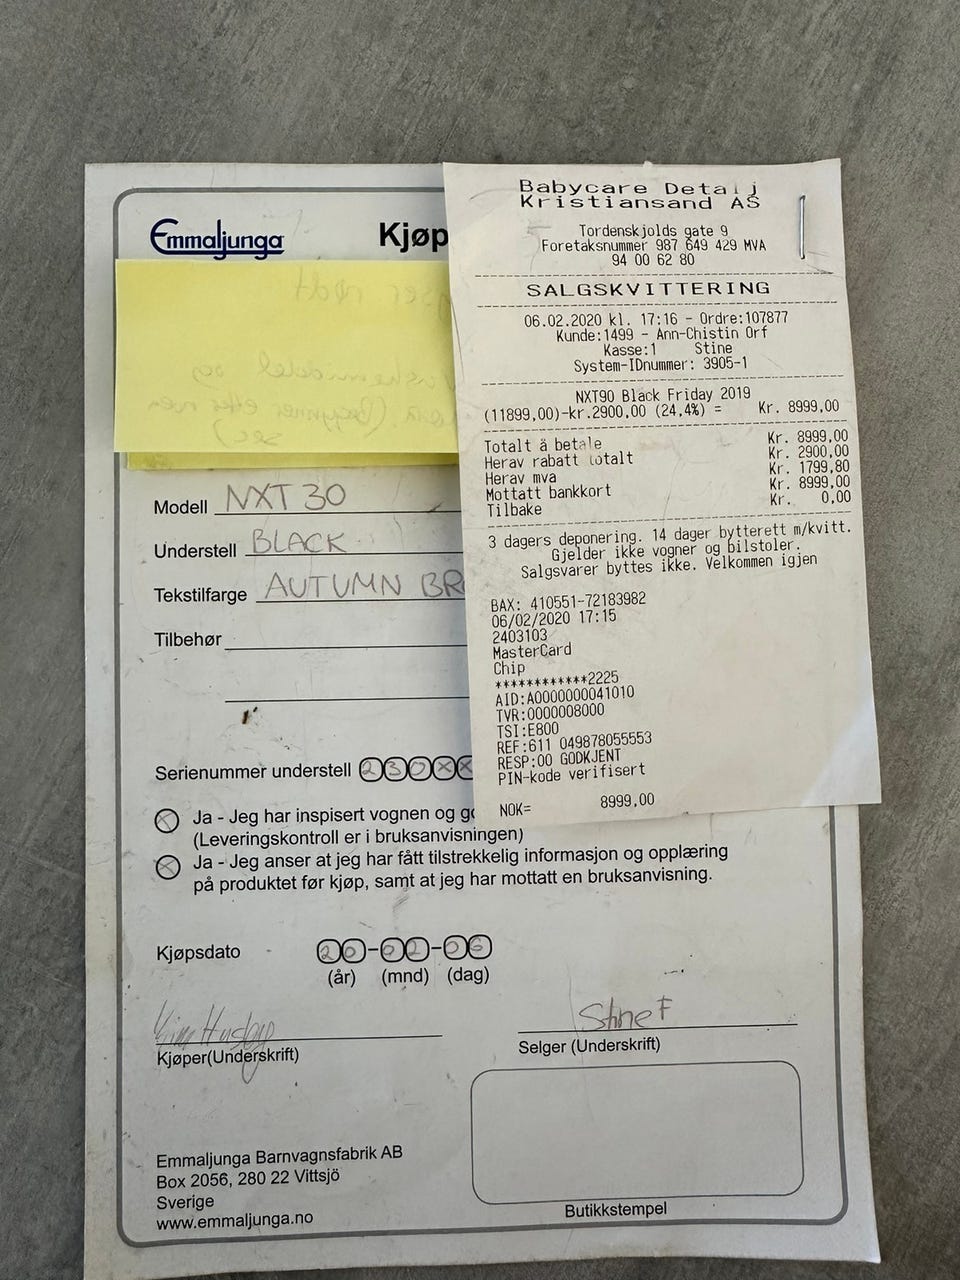 Emmaljunga
Kjøp
Modell NXT 30
Understell BLACK
Tekstilfarge AUTUMN BR
Tilbehør
Serienummer understell 230XX
Ja - Jeg har inspisert vognen og go
(Leveringskontroll er i bruksanvisningen)
Ja - Jeg anser at jeg har fått tilstrekkelig informasjon og opplæring
på produktet før kjøp, samt at jeg har mottatt en bruksanvisning.
Kjøpsdato 20-02-06
(år) (mnd) (dag)
Stine F
Kjøper(Underskrift)
Selger (Underskrift)
Emmaljunga Barnvagnsfabrik AB
Box 2056, 280 22 Vittsjö
Sverige
www.emmaljunga.no
Butikkstempel
Babycare Detalj
Kristiansand AS
Tordenskjolds gate 9
Foretaksnummer 987 649 429 MVA
94 00 62 80
SALGSKVITTERING
06.02.2020 kl. 17:16 - Ordre:107877
Kunde:1499 - Ann-Chistin Orf
Kasse:1 Stine
System-IDnummer: 3905-1
NXT90 Black Friday 2019
(11899,00)-kr.2900,00 (24,4%) = Kr. 8999,00
Totalt å betale Kr. 8999,00
Herav rabatt totalt Kr. 2900,00
Herav mva Kr. 1799,80
Mottatt bankkort Kr. 8999,00
Tilbake Kr. 0,00
3 dagers deponering. 14 dager bytterett m/kvitt.
Gjelder ikke vogner og bilstoler.
Salgsvarer byttes ikke. Velkommen igjen
BAX: 410551-72183982
06/02/2020 17:15
2403103
MasterCard
Chip
************2225
AID:A0000000041010
TVR:0000008000
TSI:E800
REF:611 049878055553
RESP:00 GODKJENT
PIN-kode verifisert
NOK= 8999,00